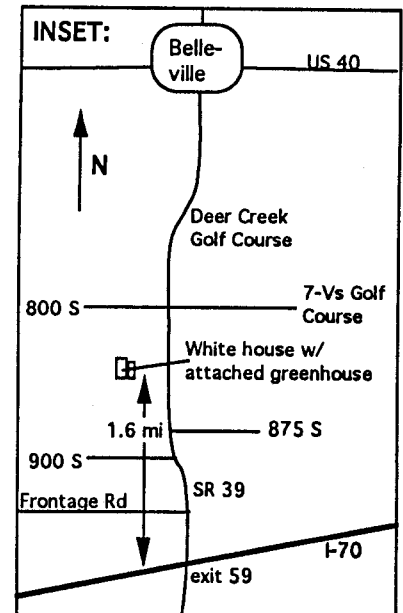 INSET:
Belle-
ville
US 40
N
Deer Creek
Golf Course
7-Vs Golf
Course
800 S
White house w/
attached greenhouse
1.6 mi
875 S
900 S
SR 39
Frontage Rd
I-70
exit 59